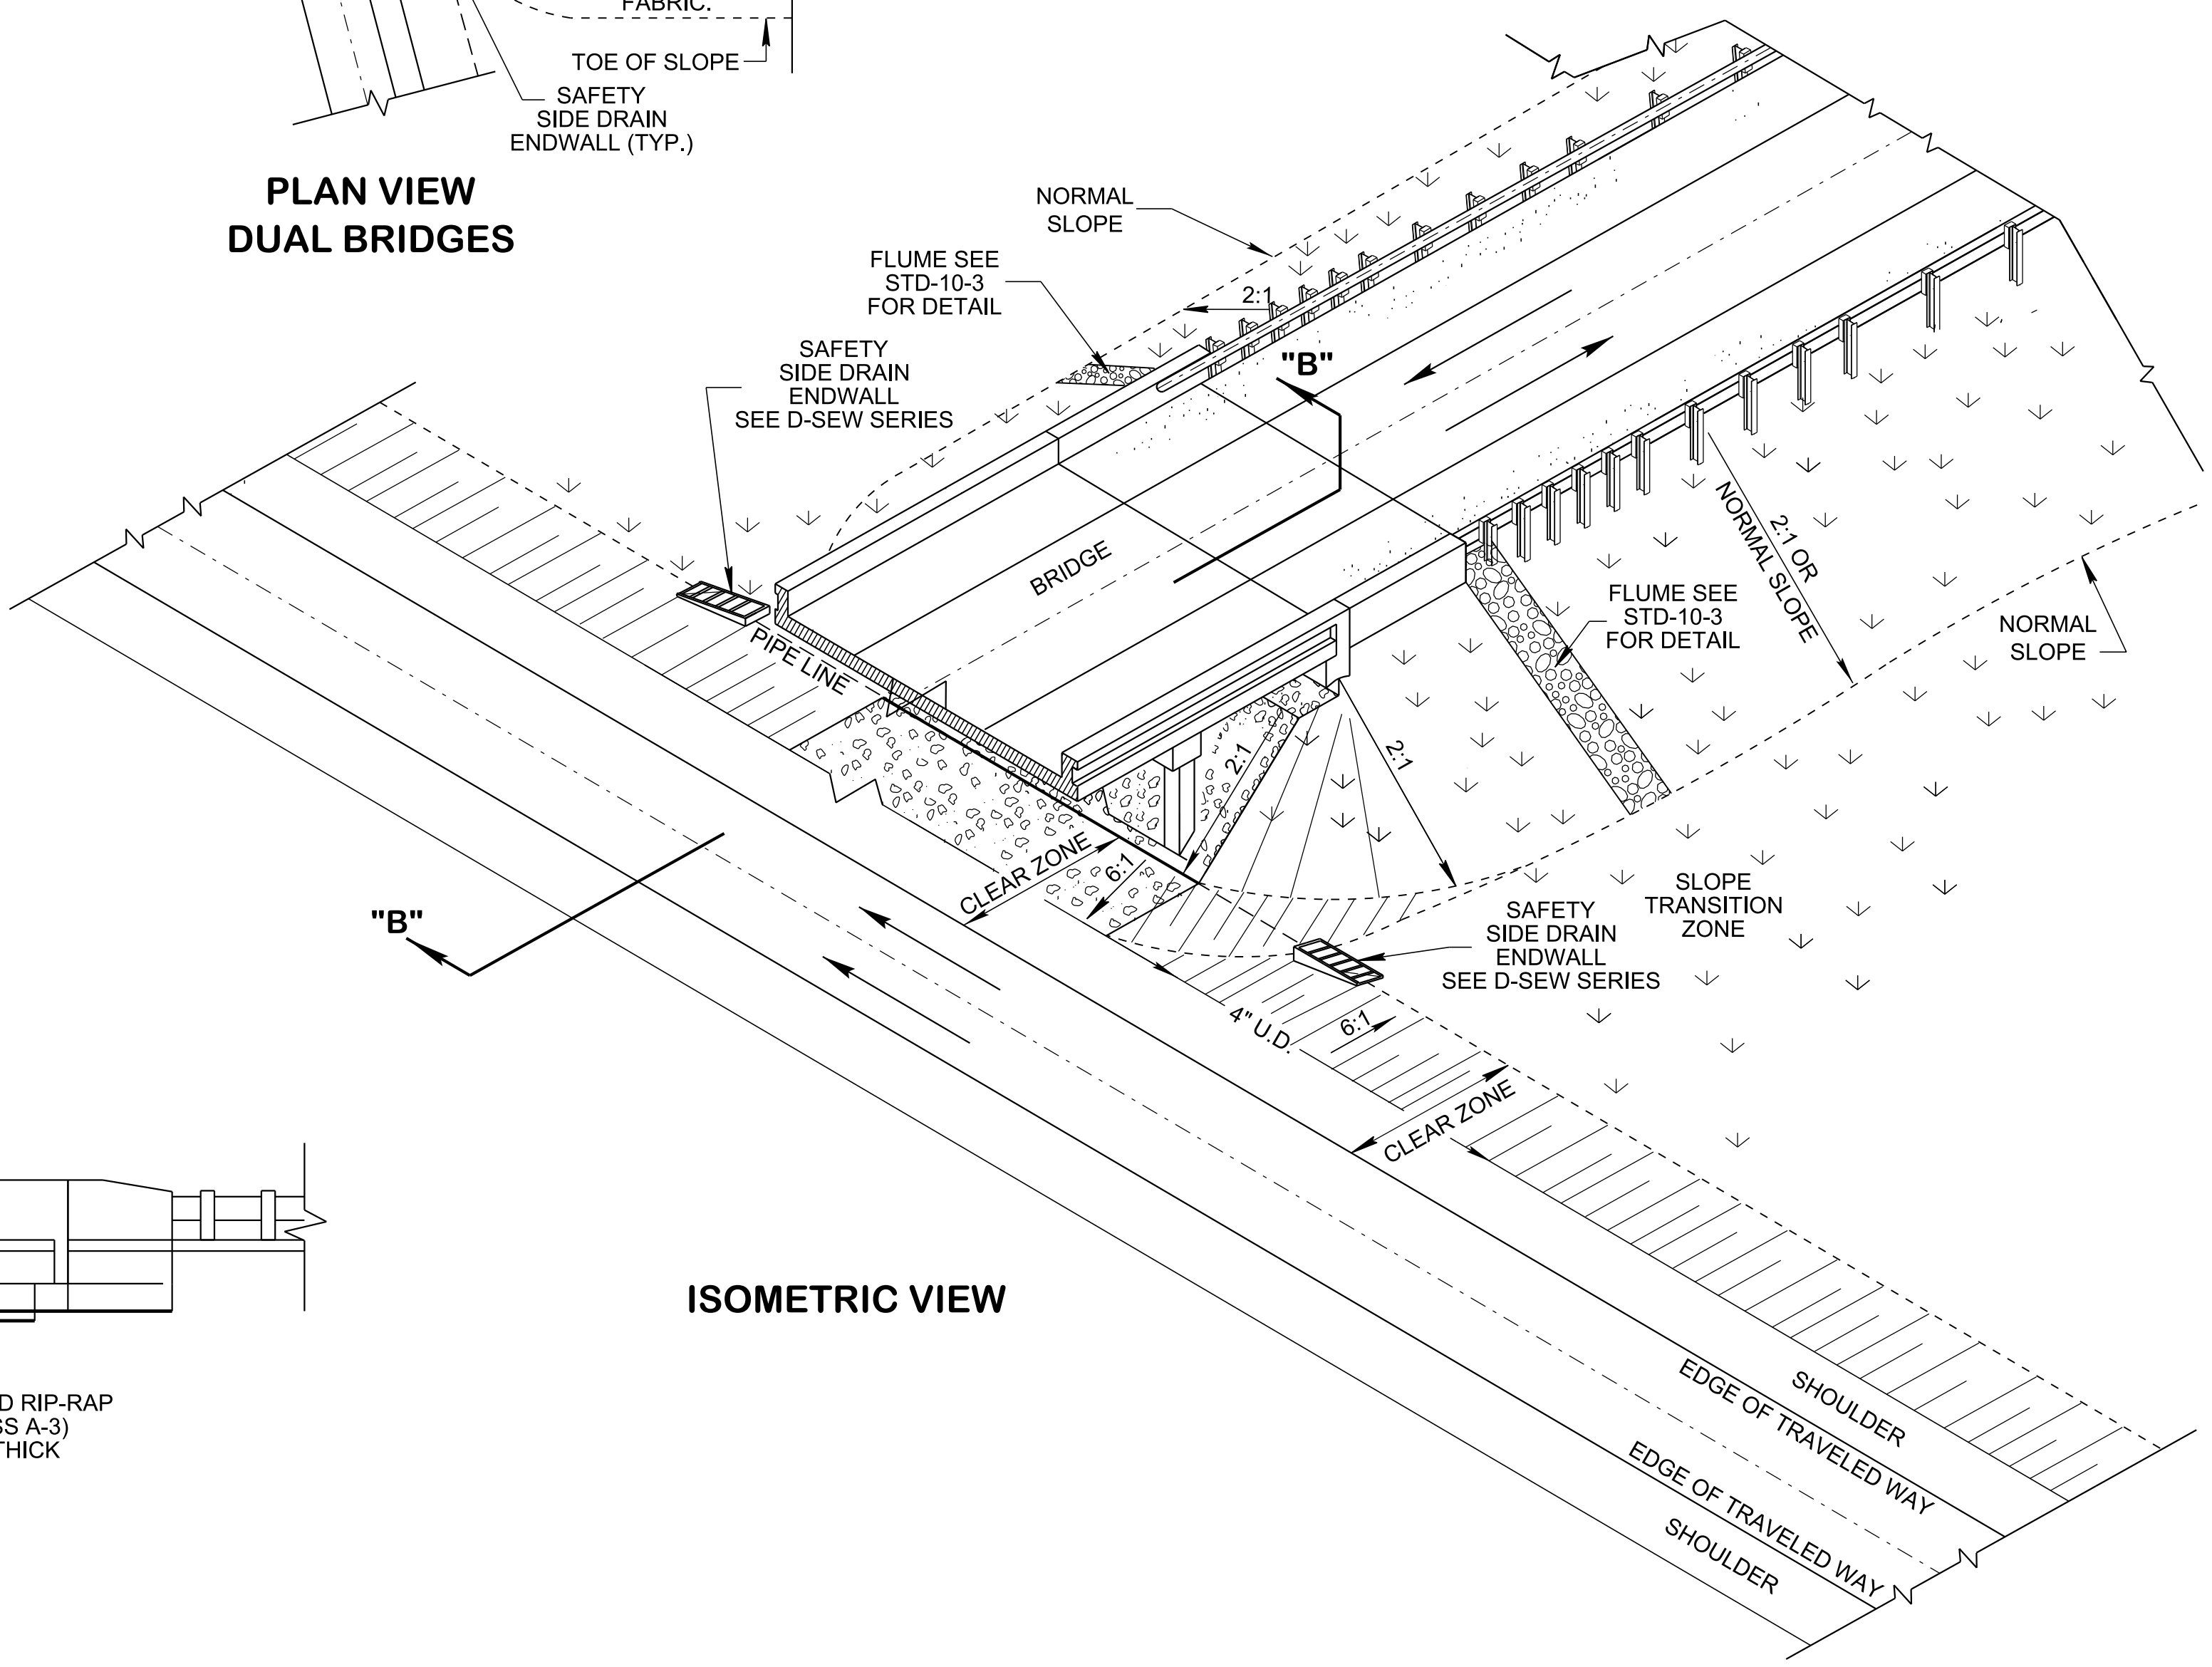 FABRIC.
TOE OF SLOPE
SAFETY
SIDE DRAIN
ENDWALL (TYP.)
PLAN VIEW
DUAL BRIDGES
NORMAL
SLOPE
FLUME SEE
STD-10-3
FOR DETAIL
2:1
SAFETY
SIDE DRAIN
ENDWALL
SEE D-SEW SERIES
"B"
BRIDGE
PIPE LINE
2:1 OR
NORMAL SLOPE
FLUME SEE
STD-10-3
FOR DETAIL
NORMAL
SLOPE
2:1
2:1
CLEAR ZONE
6:1
"B"
SLOPE
TRANSITION
ZONE
SAFETY
SIDE DRAIN
ENDWALL
SEE D-SEW SERIES
4" U.D.
6:1
CLEAR ZONE
ISOMETRIC VIEW
D RIP-RAP
SS A-3)
THICK
SHOULDER
EDGE OF TRAVELED WAY
EDGE OF TRAVELED WAY
SHOULDER